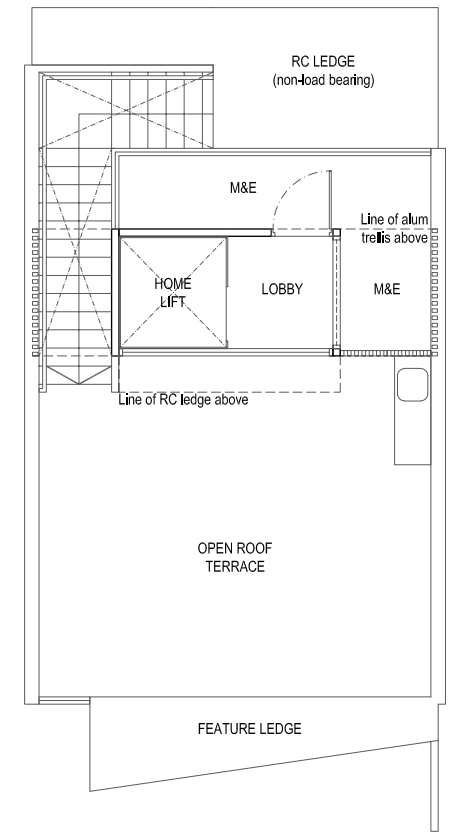 RC LEDGE
(non-load bearing)
M&E
Line of alum
trellis above
HOME
LIFT
LOBBY
M&E
Line of RC ledge above
OPEN ROOF
TERRACE
FEATURE LEDGE